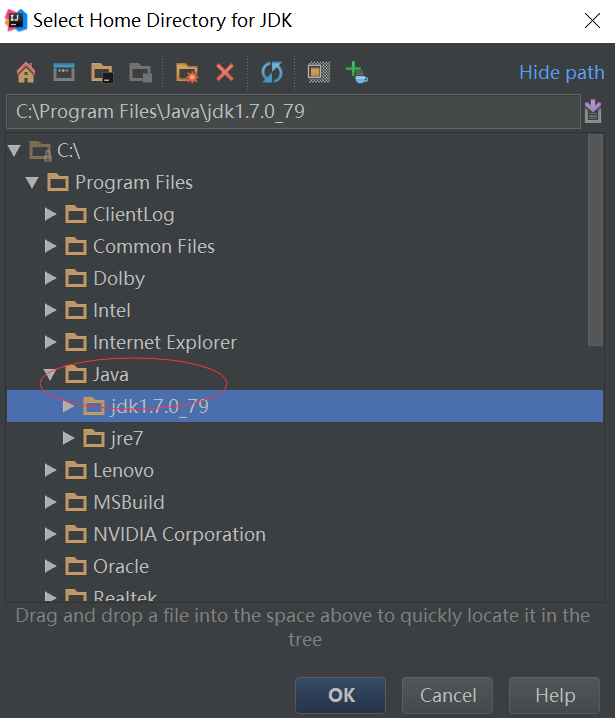 Select Home Directory for JDK
Hide path
C:\Program Files\Java\jdk1.7.0_79
C:\
Program Files
ClientLog
Common Files
Dolby
Intel
Internet Explorer
Java
jdk1.7.0_79
jre7
Lenovo
MSBuild
NVIDIA Corporation
Oracle
Realtek
Drag and drop a file into the space above to quickly locate it in the
tree
OK Cancel Help